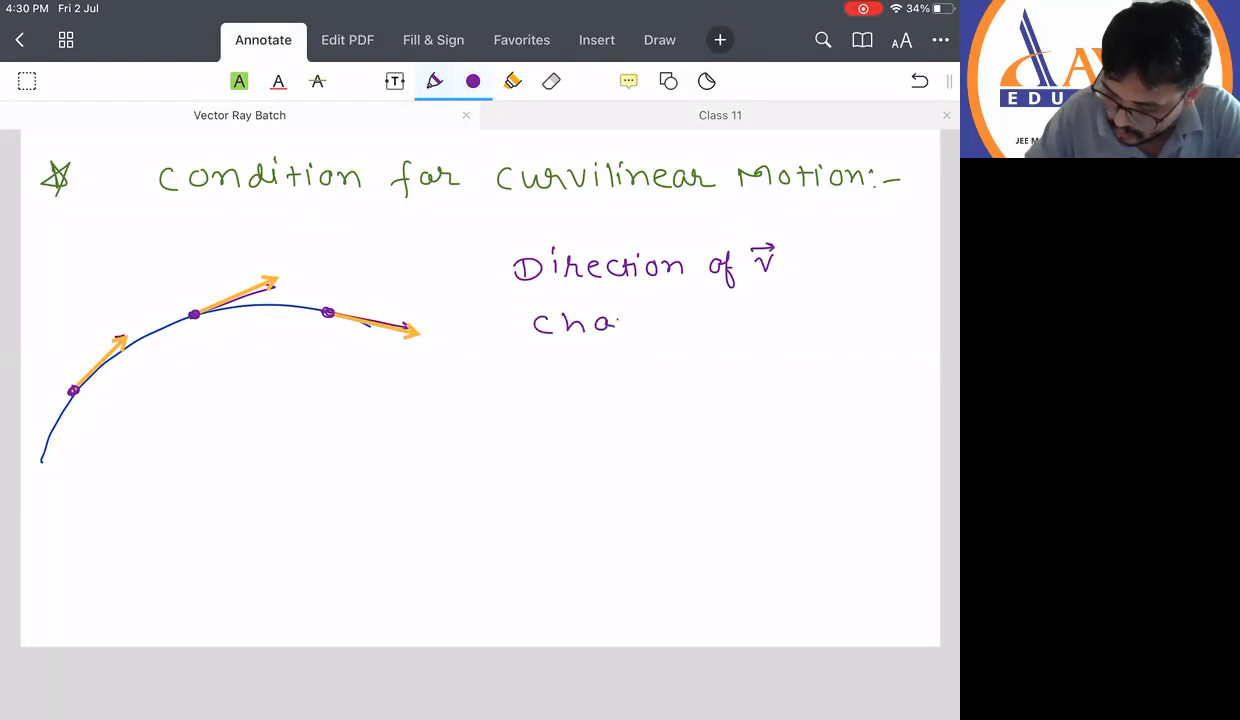 4:30 PM Fri 2 Jul
34%
Annotate Edit PDF Fill & Sign Favorites Insert Draw
Vector Ray Batch
Class 11
Condition for Curvilinear Motion:-
Direction of v⃗
cha
EDU